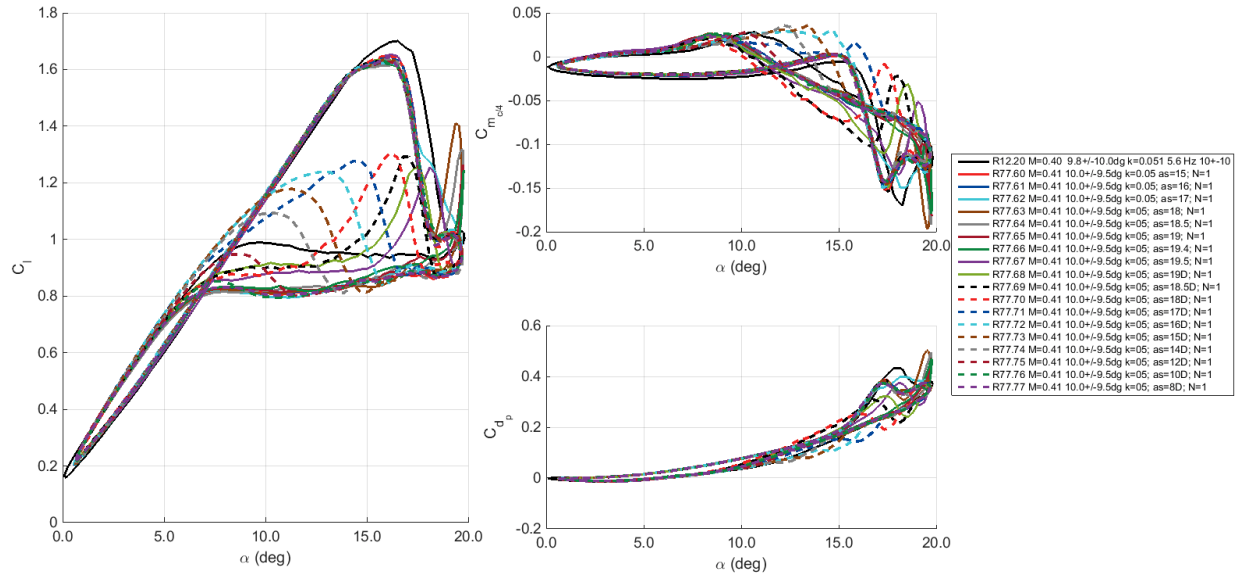 1.8
1.6
1.4
1.2
1
0.8
0.6
0.4
0.2
0
0.0
5.0
10.0
15.0
20.0
C_l
α (deg)
0.05
0
-0.05
-0.1
-0.15
-0.2
0.0
5.0
10.0
15.0
20.0
C_m_c/4
α (deg)
0.6
0.4
0.2
0
-0.2
0.0
5.0
10.0
15.0
20.0
C_d_p
α (deg)
R12.20 M=0.40 9.8+/-10.0dg k=0.051 5.6 Hz 10+-10
R77.60 M=0.41 10.0+/-9.5dg k=0.05 as=15; N=1
R77.61 M=0.41 10.0+/-9.5dg k=0.05; as=16; N=1
R77.62 M=0.41 10.0+/-9.5dg k=0.05; as=17; N=1
R77.63 M=0.41 10.0+/-9.5dg k=05; as=18; N=1
R77.64 M=0.41 10.0+/-9.5dg k=05; as=18.5; N=1
R77.65 M=0.41 10.0+/-9.5dg k=05; as=19; N=1
R77.66 M=0.41 10.0+/-9.5dg k=05; as=19.4; N=1
R77.67 M=0.41 10.0+/-9.5dg k=05; as=19.5; N=1
R77.68 M=0.41 10.0+/-9.5dg k=05; as=19D; N=1
R77.69 M=0.41 10.0+/-9.5dg k=05; as=18.5D; N=1
R77.70 M=0.41 10.0+/-9.5dg k=05; as=18D; N=1
R77.71 M=0.41 10.0+/-9.5dg k=05; as=17D; N=1
R77.72 M=0.41 10.0+/-9.5dg k=05; as=16D; N=1
R77.73 M=0.41 10.0+/-9.5dg k=05; as=15D; N=1
R77.74 M=0.41 10.0+/-9.5dg k=05; as=14D; N=1
R77.75 M=0.41 10.0+/-9.5dg k=05; as=12D; N=1
R77.76 M=0.41 10.0+/-9.5dg k=05; as=10D; N=1
R77.77 M=0.41 10.0+/-9.5dg k=05; as=8D; N=1